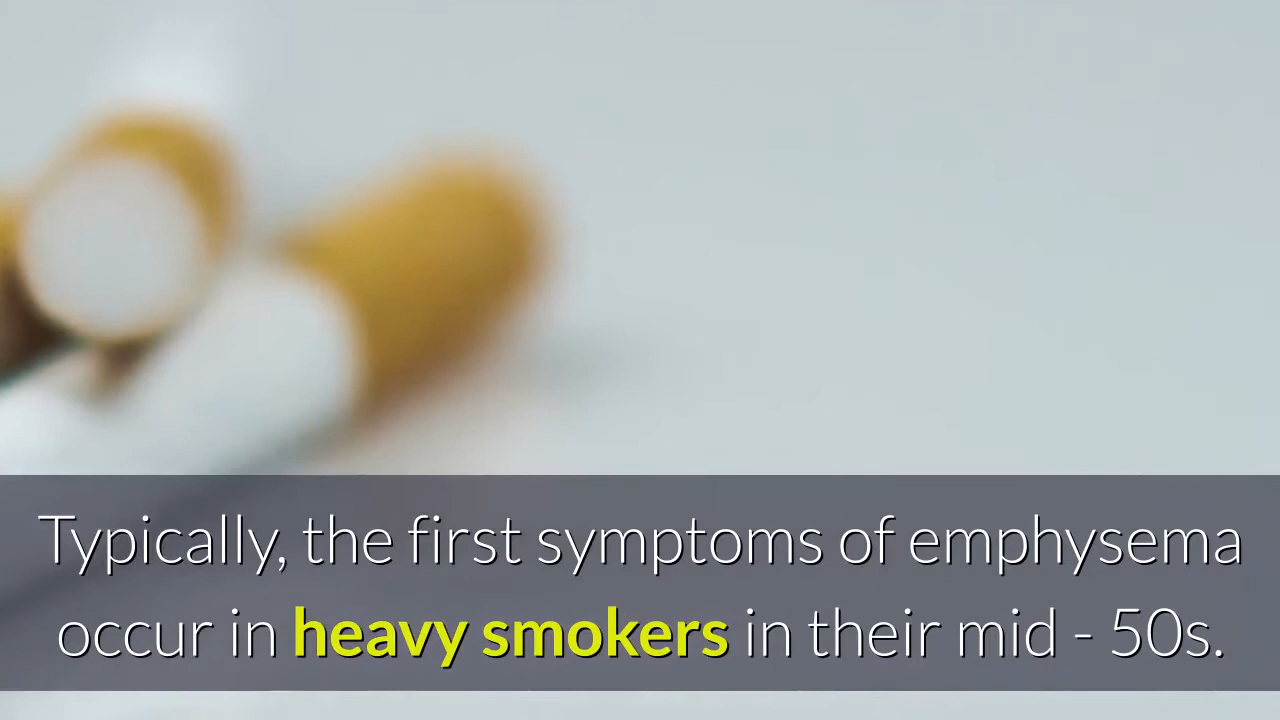 Typically, the first symptoms of emphysema
occur in heavy smokers in their mid - 50s.